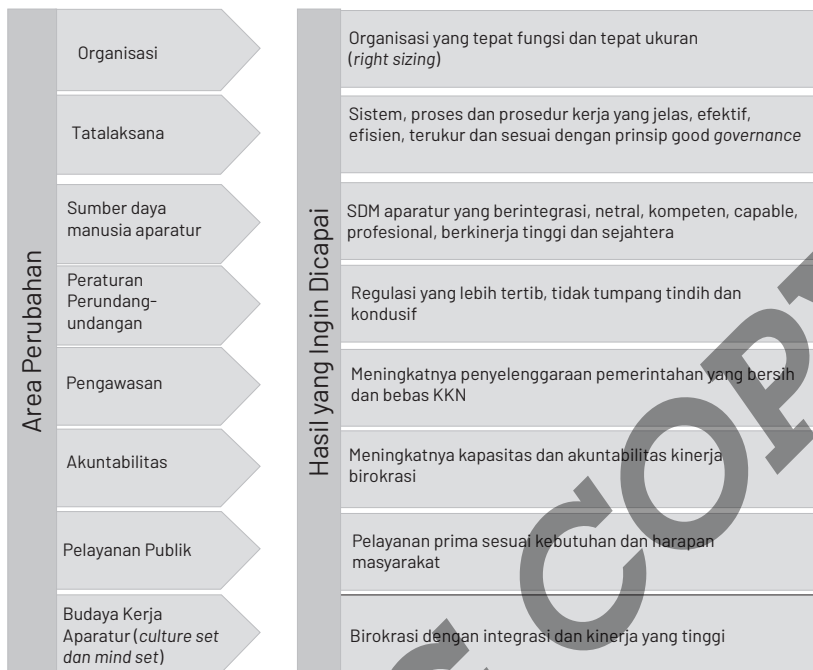 Area Perubahan
Hasil yang Ingin Dicapai
Organisasi
Organisasi yang tepat fungsi dan tepat ukuran
(right sizing)
Tatalaksana
Sistem, proses dan prosedur kerja yang jelas, efektif,
efisien, terukur dan sesuai dengan prinsip good governance
Sumber daya
manusia aparatur
SDM aparatur yang berintegrasi, netral, kompeten, capable,
profesional, berkinerja tinggi dan sejahtera
Peraturan
Perundang-
undangan
Regulasi yang lebih tertib, tidak tumpang tindih dan
kondusif
Pengawasan
Meningkatnya penyelenggaraan pemerintahan yang bersih
dan bebas KKN
Akuntabilitas
Meningkatnya kapasitas dan akuntabilitas kinerja
birokrasi
Pelayanan Publik
Pelayanan prima sesuai kebutuhan dan harapan
masyarakat
Budaya Kerja
Aparatur (culture set
dan mind set)
Birokrasi dengan integrasi dan kinerja yang tinggi